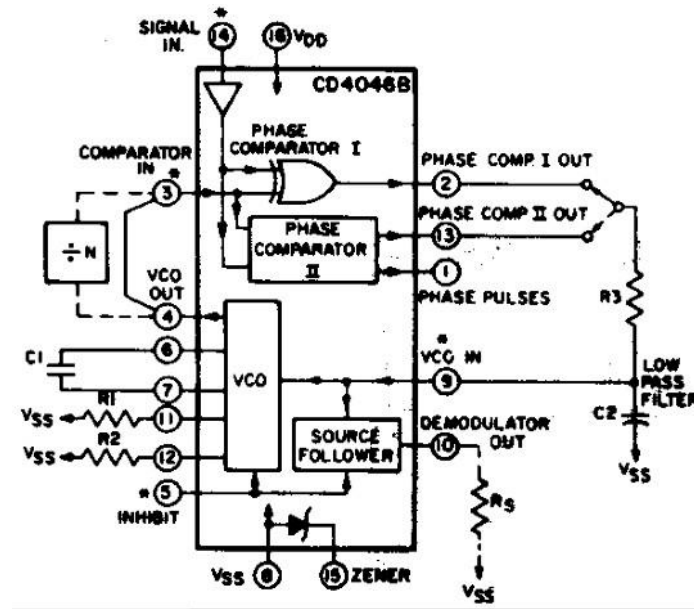 *
SIGNAL IN.
14
16 VDD
CD4046B
PHASE COMPARATOR I
COMPARATOR IN
*
3
PHASE COMP. I OUT
2
PHASE COMP. II OUT
13
PHASE COMPARATOR II
1
PHASE PULSES
÷ N
VCO OUT
4
R3
C1
6
7
VCO
*
VCO IN
9
LOW PASS FILTER
C2
VSS
R1
VSS
11
R2
VSS
12
SOURCE FOLLOWER
DEMODULATOR OUT
10
* 5
INHIBIT
RS
VSS
VSS 8
15 ZENER